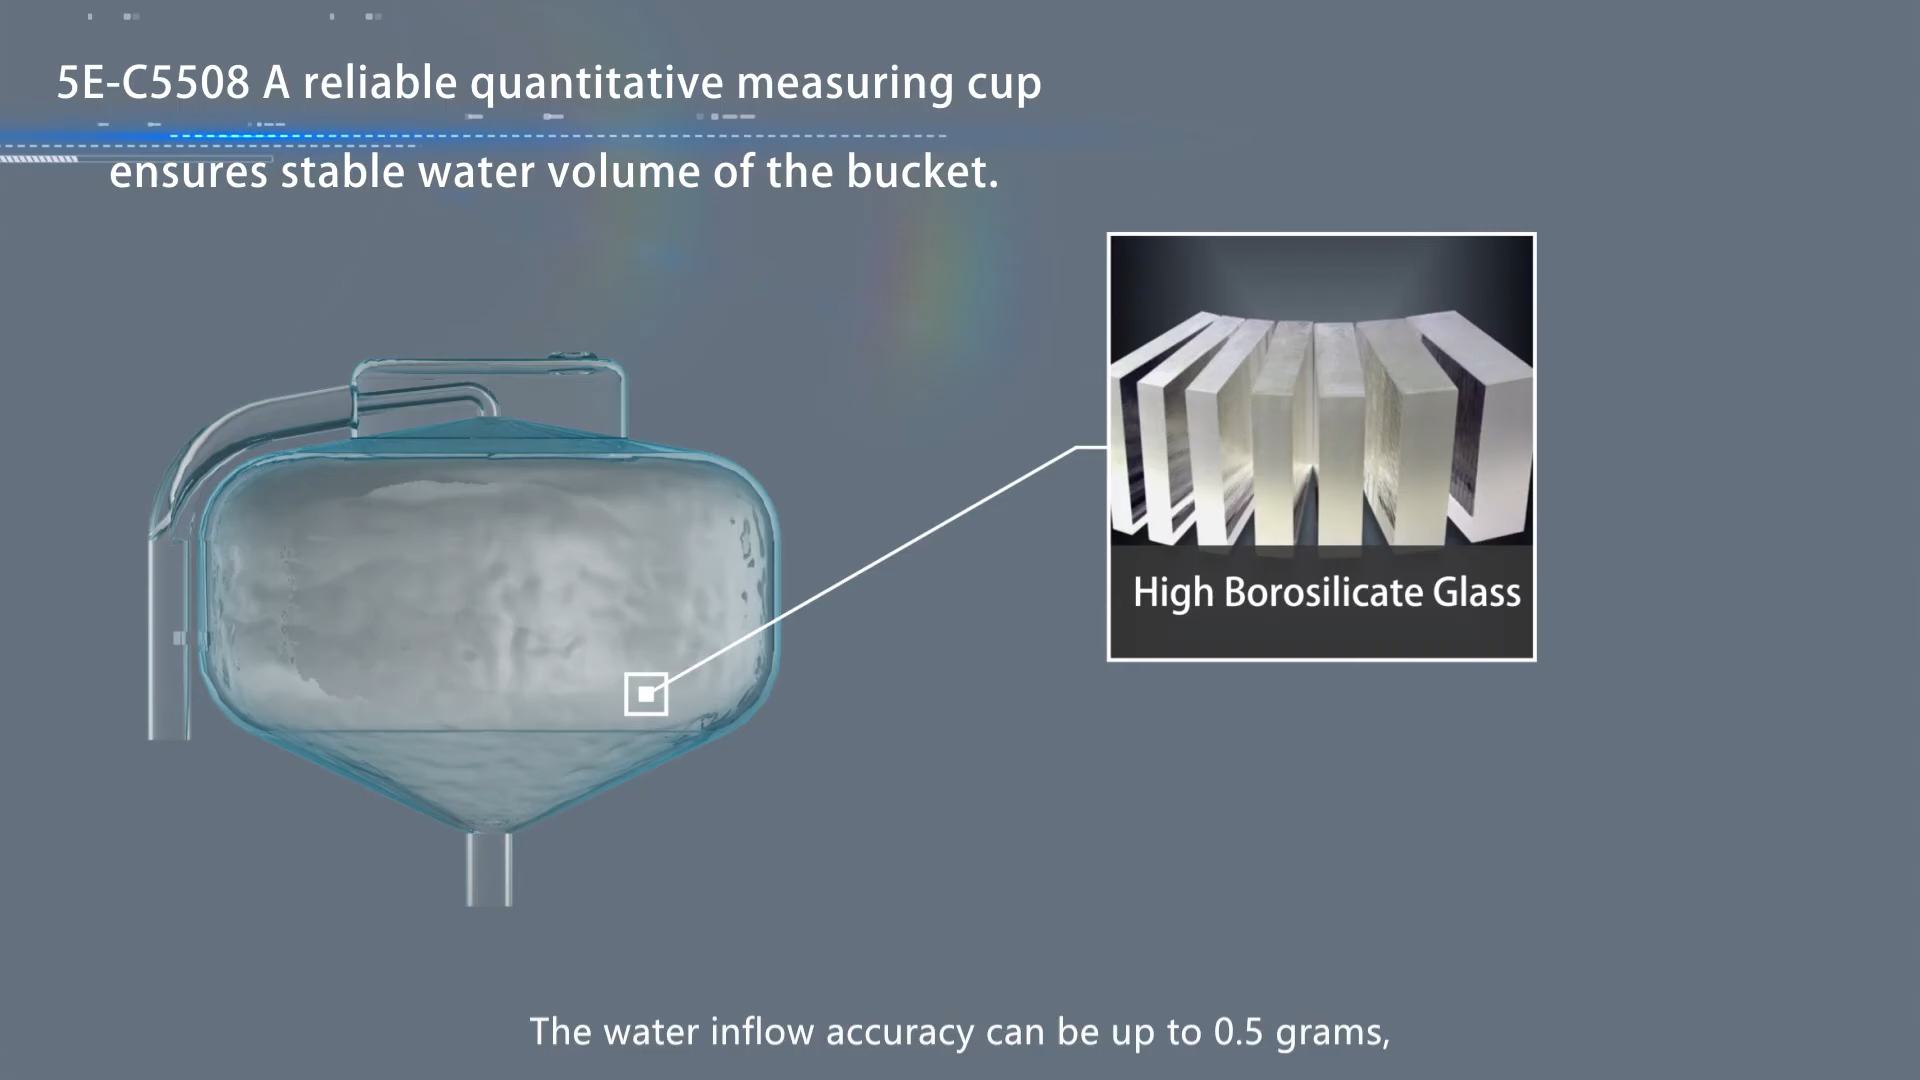 5E-C5508 A reliable quantitative measuring cup
ensures stable water volume of the bucket.
High Borosilicate Glass
The water inflow accuracy can be up to 0.5 grams,